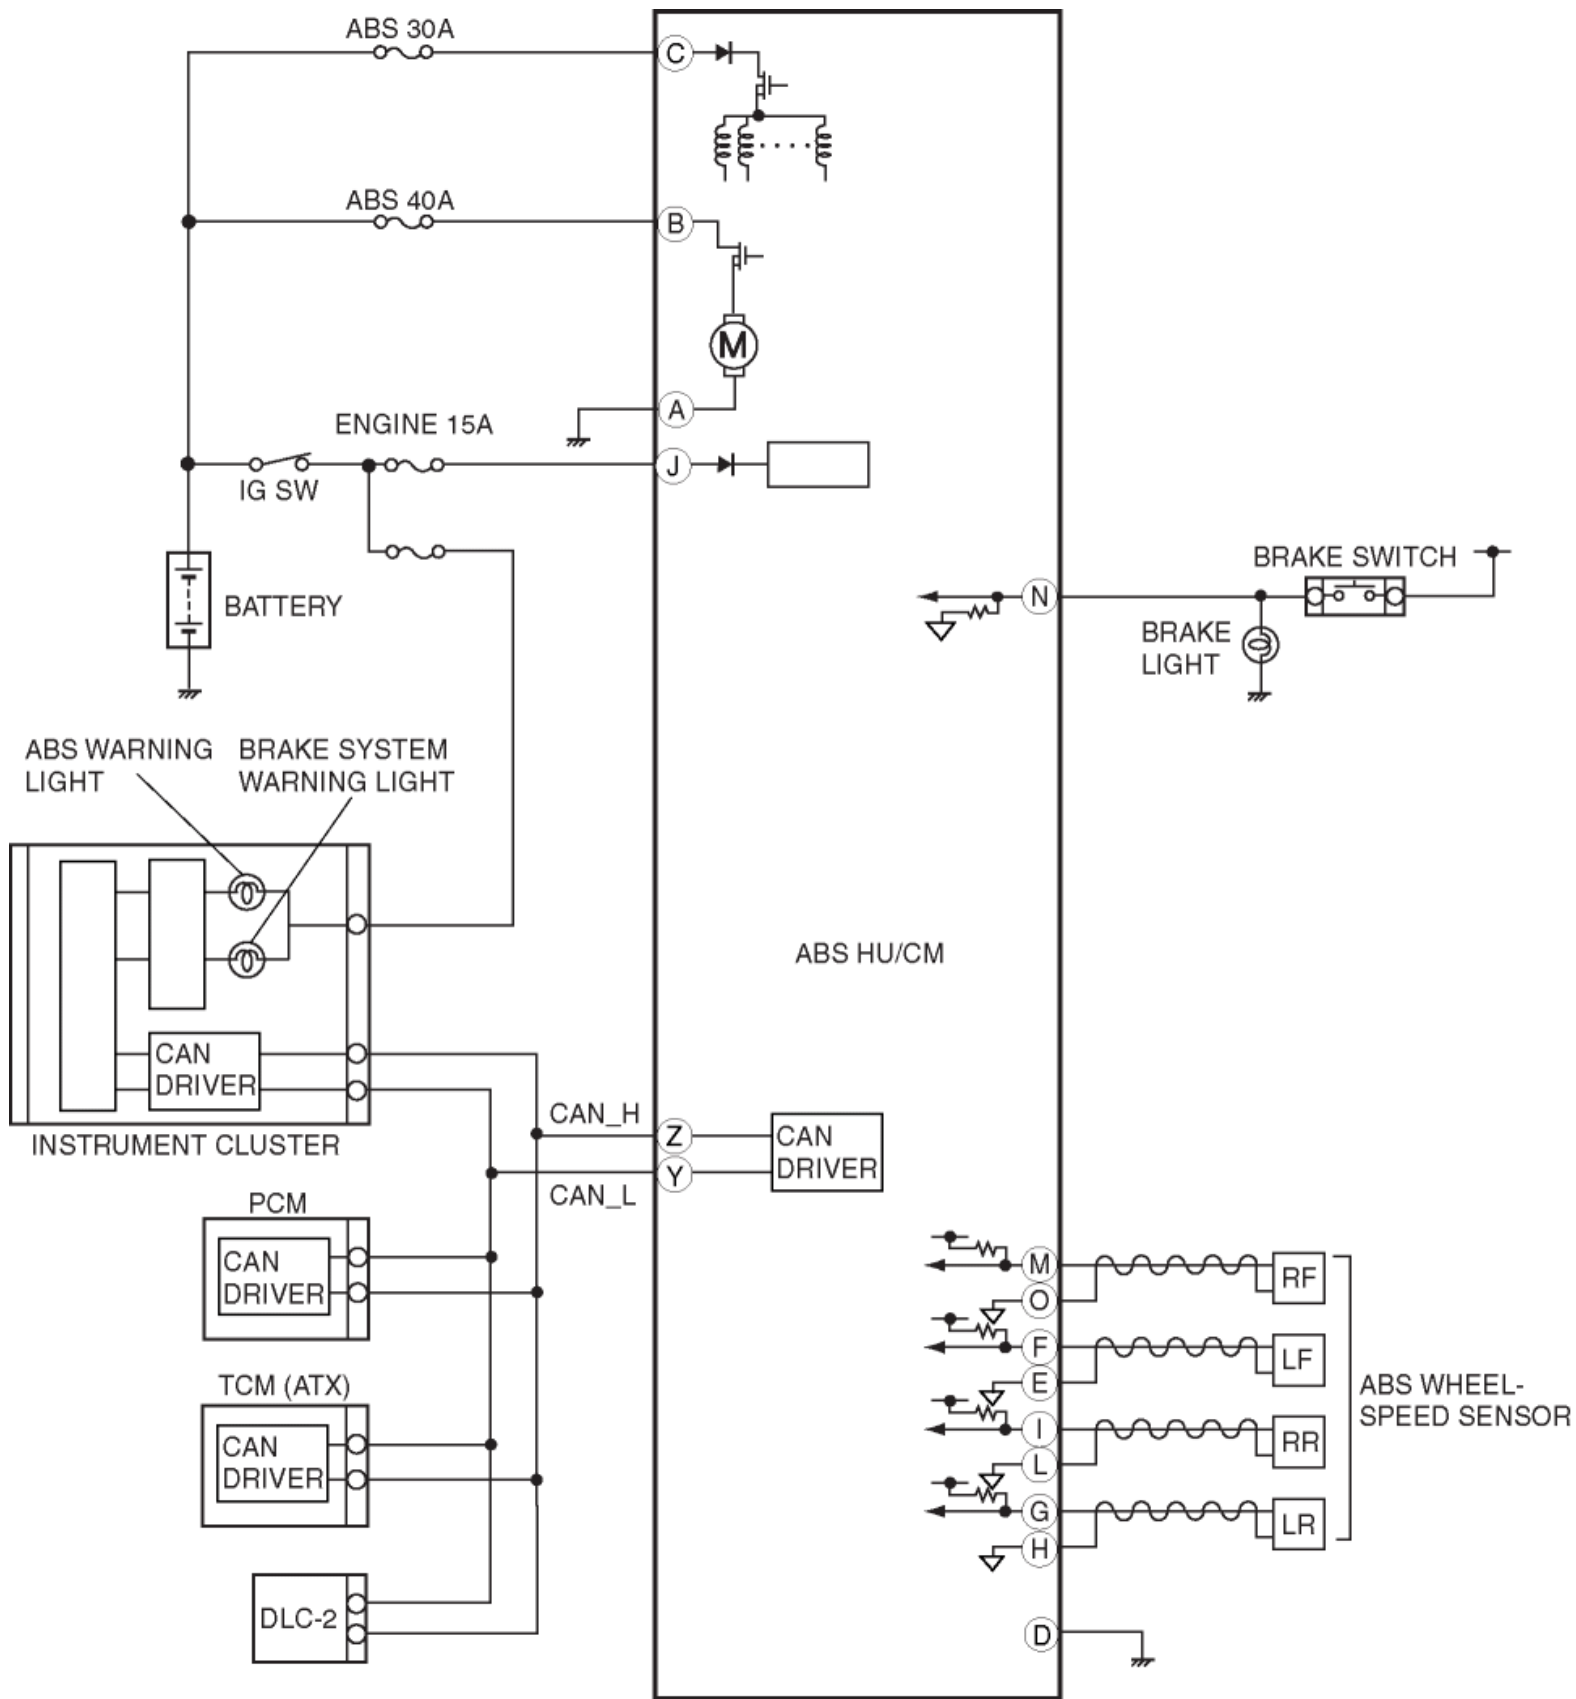 ABS 30A
C
ABS 40A
B
M
A
ENGINE 15A
J
IG SW
BATTERY
BRAKE SWITCH
N
BRAKE
LIGHT
ABS WARNING
LIGHT
BRAKE SYSTEM
WARNING LIGHT
ABS HU/CM
CAN
DRIVER
INSTRUMENT CLUSTER
CAN_H
Z
CAN
DRIVER
Y
CAN_L
PCM
CAN
DRIVER
M
RF
O
F
LF
E
TCM (ATX)
CAN
DRIVER
I
RR
L
ABS WHEEL-
SPEED SENSOR
G
LR
H
DLC-2
D